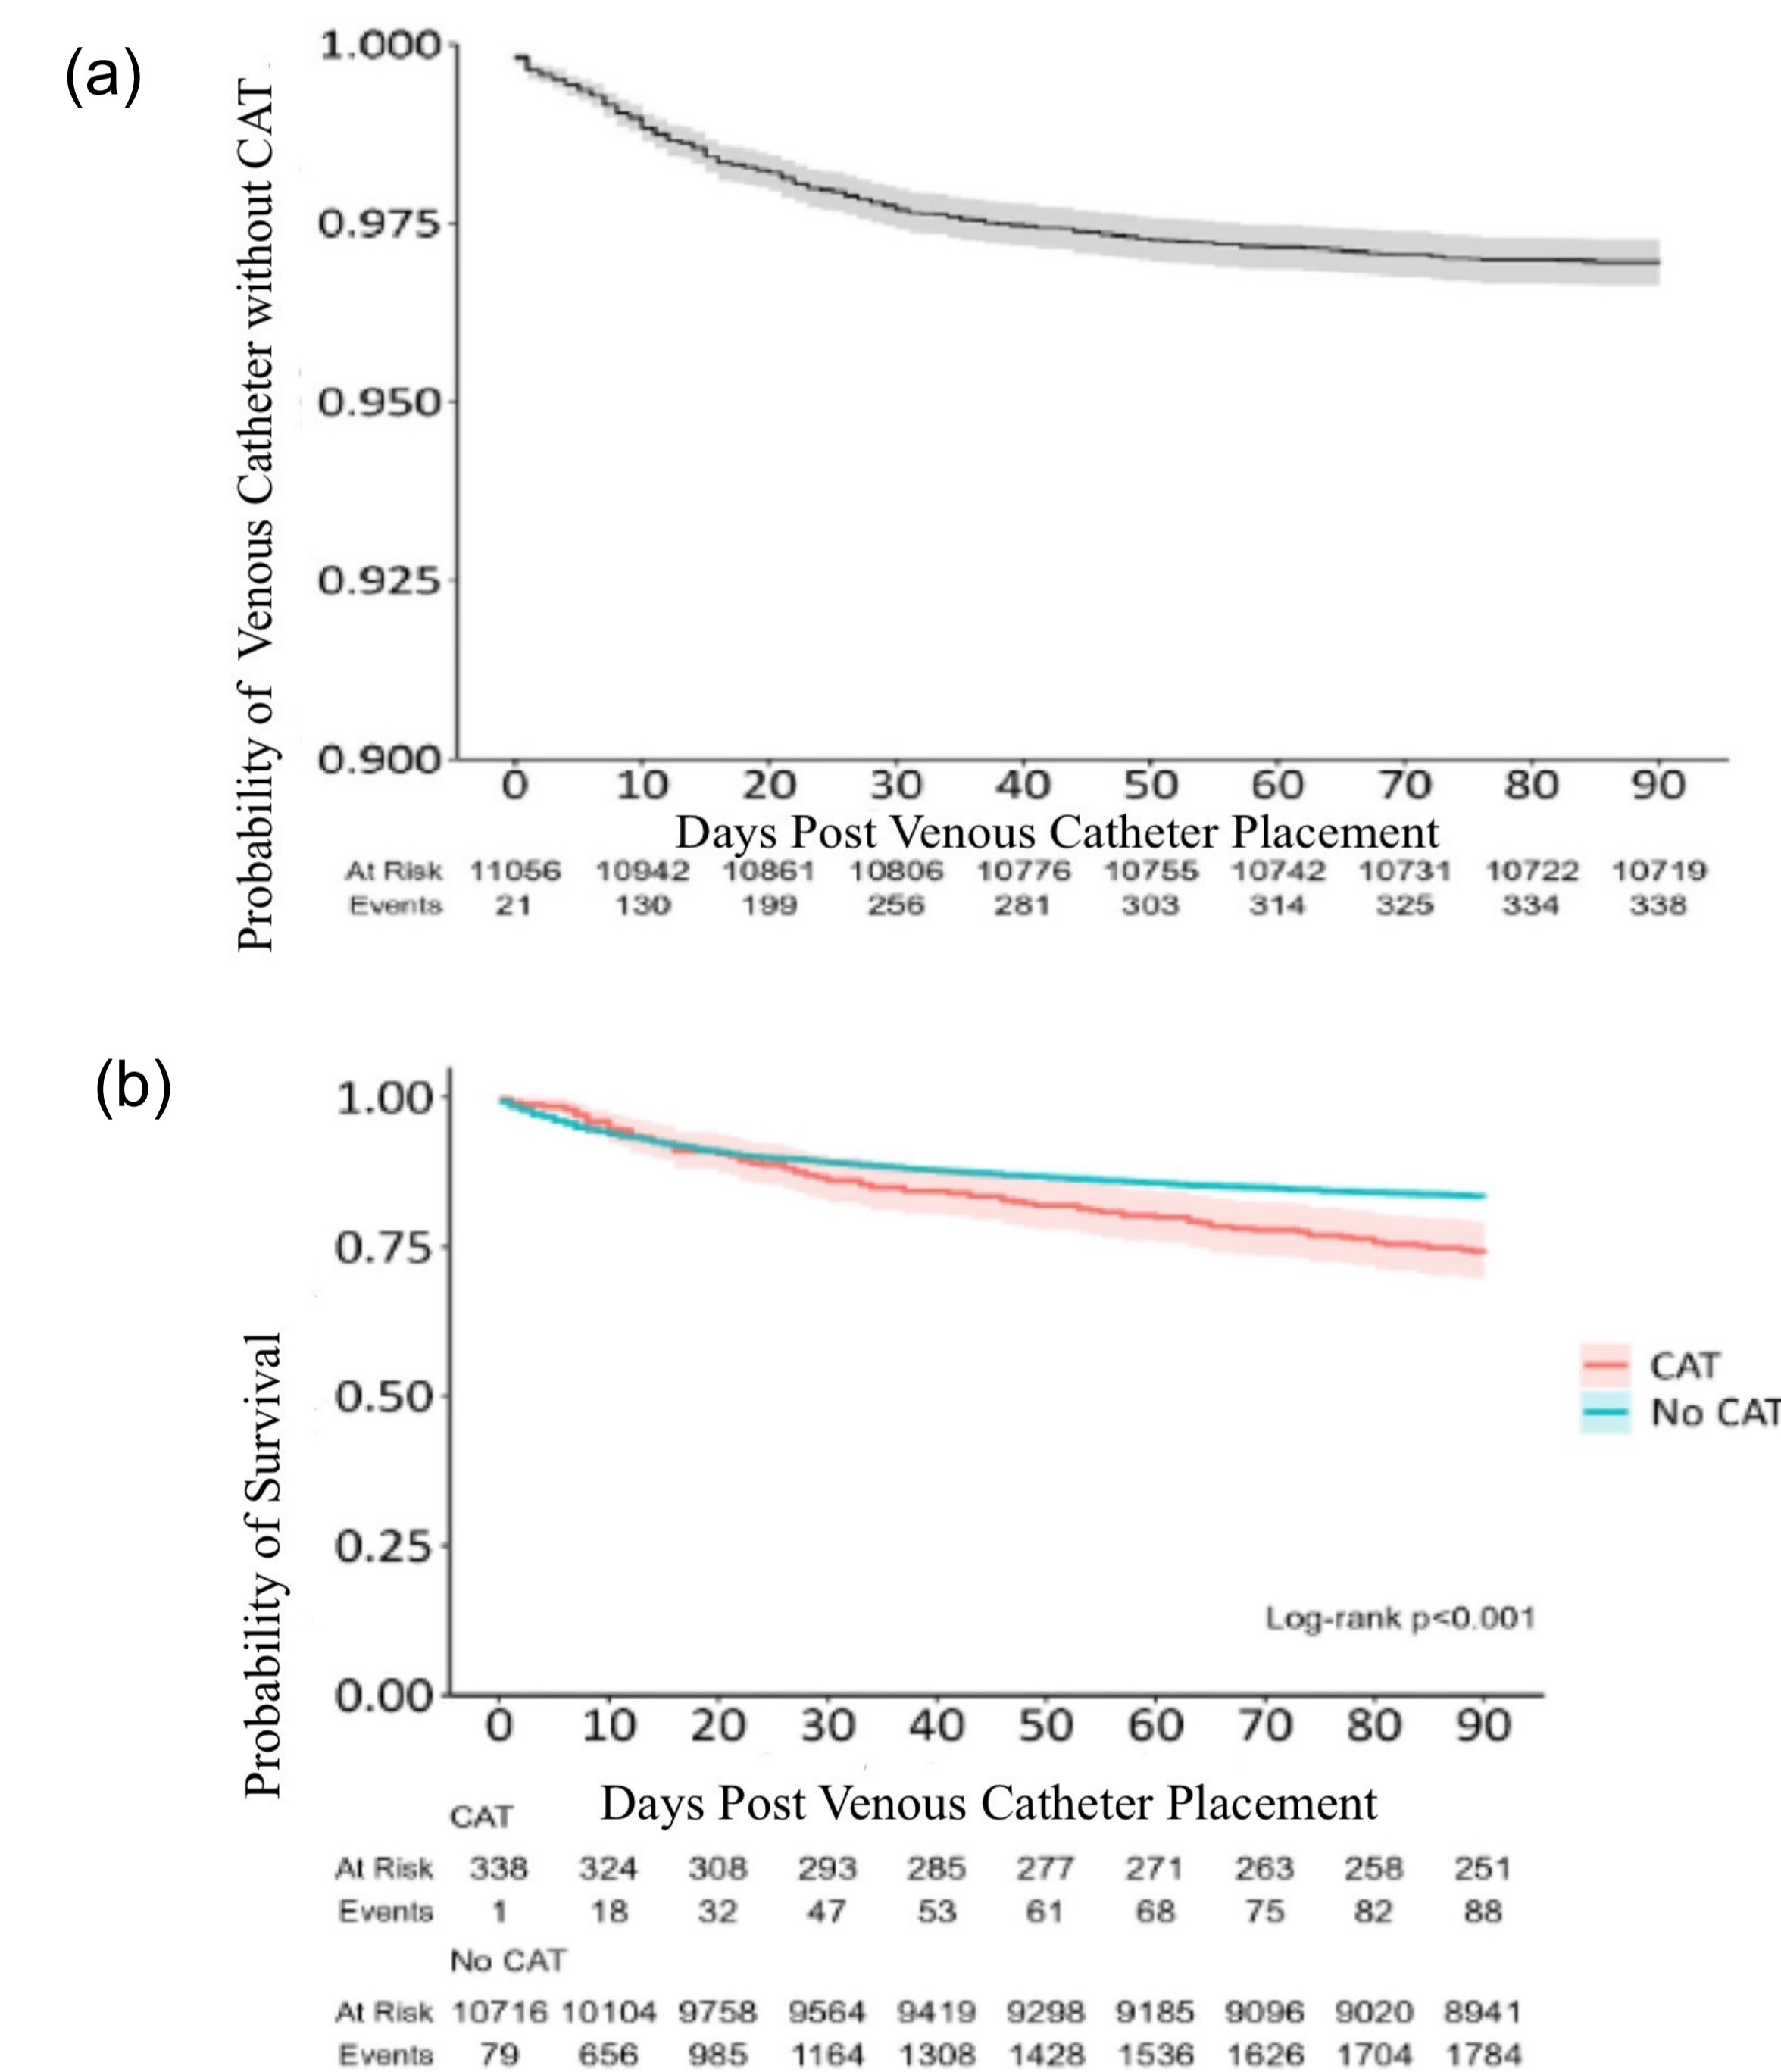 (a)
Probability of Venous Catheter without CAT
1.000
0.975
0.950
0.925
0.900
0 10 20 30 40 50 60 70 80 90
Days Post Venous Catheter Placement
At Risk 11056 10942 10861 10806 10776 10755 10742 10731 10722 10719
Events 21 130 199 256 281 303 314 325 334 338
(b)
Probability of Survival
1.00
0.75
0.50
0.25
0.00
CAT
No CAT
Log-rank p<0.001
0 10 20 30 40 50 60 70 80 90
Days Post Venous Catheter Placement
CAT
At Risk 338 324 308 293 285 277 271 263 258 251
Events 1 18 32 47 53 61 68 75 82 88
No CAT
At Risk 10716 10104 9758 9564 9419 9298 9185 9096 9020 8941
Events 79 656 985 1164 1308 1428 1536 1626 1704 1784